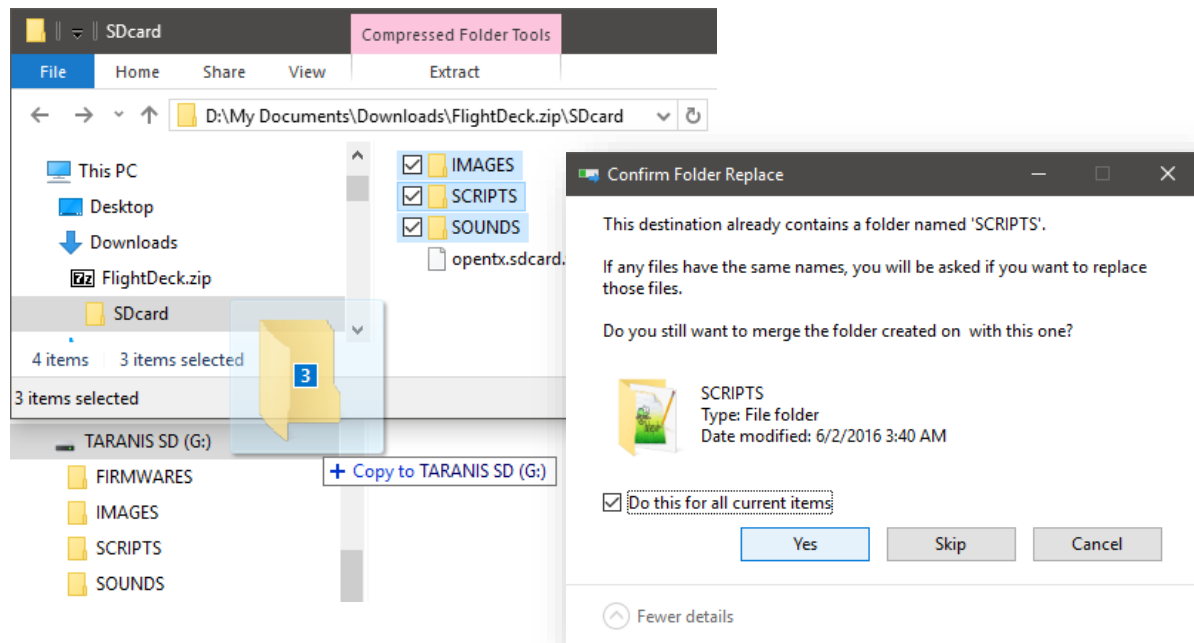 SDcard
Compressed Folder Tools
File Home Share View Extract
D:\My Documents\Downloads\FlightDeck.zip\SDcard
This PC
Desktop
Downloads
7z FlightDeck.zip
SDcard
IMAGES
SCRIPTS
SOUNDS
opentx.sdcard.
4 items 3 items selected
3 items selected
3
TARANIS SD (G:)
+ Copy to TARANIS SD (G:)
FIRMWARES
IMAGES
SCRIPTS
SOUNDS
Confirm Folder Replace
This destination already contains a folder named 'SCRIPTS'.
If any files have the same names, you will be asked if you want to replace
those files.
Do you still want to merge the folder created on with this one?
SCRIPTS
Type: File folder
Date modified: 6/2/2016 3:40 AM
Do this for all current items
Yes Skip Cancel
Fewer details